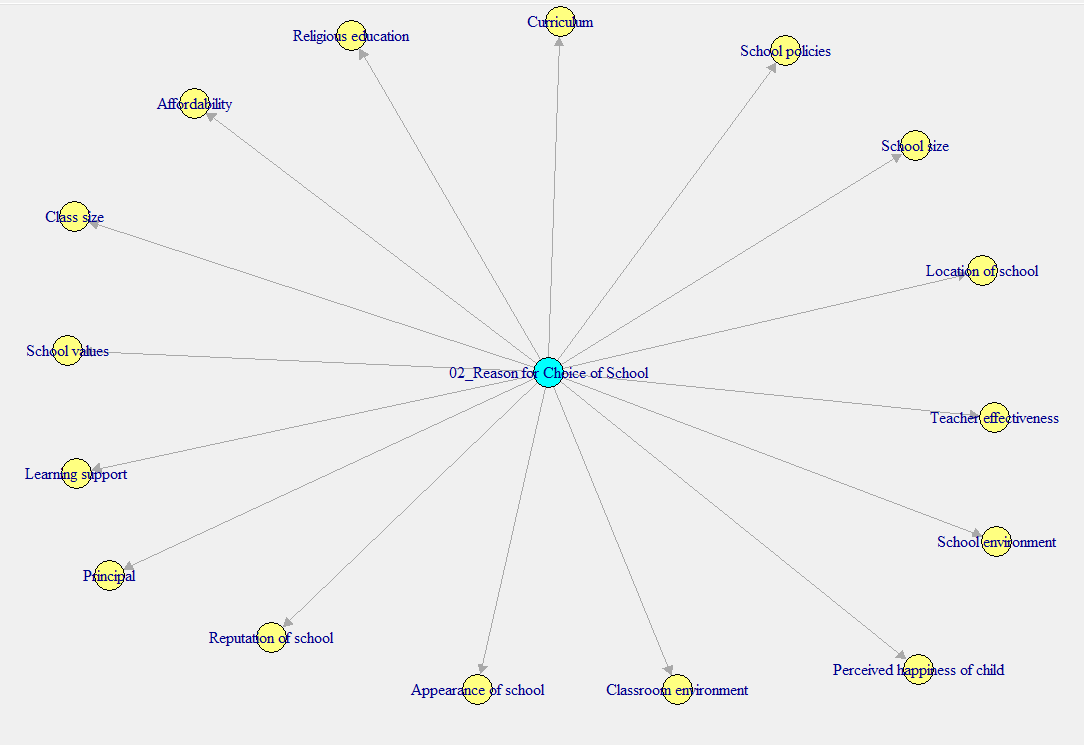 Curriculum
Religious education
School policies
Affordability
School size
Class size
Location of school
School values
02_Reason for Choice of School
Teacher effectiveness
Learning support
School environment
Principal
Reputation of school
Perceived happiness of child
Appearance of school
Classroom environment